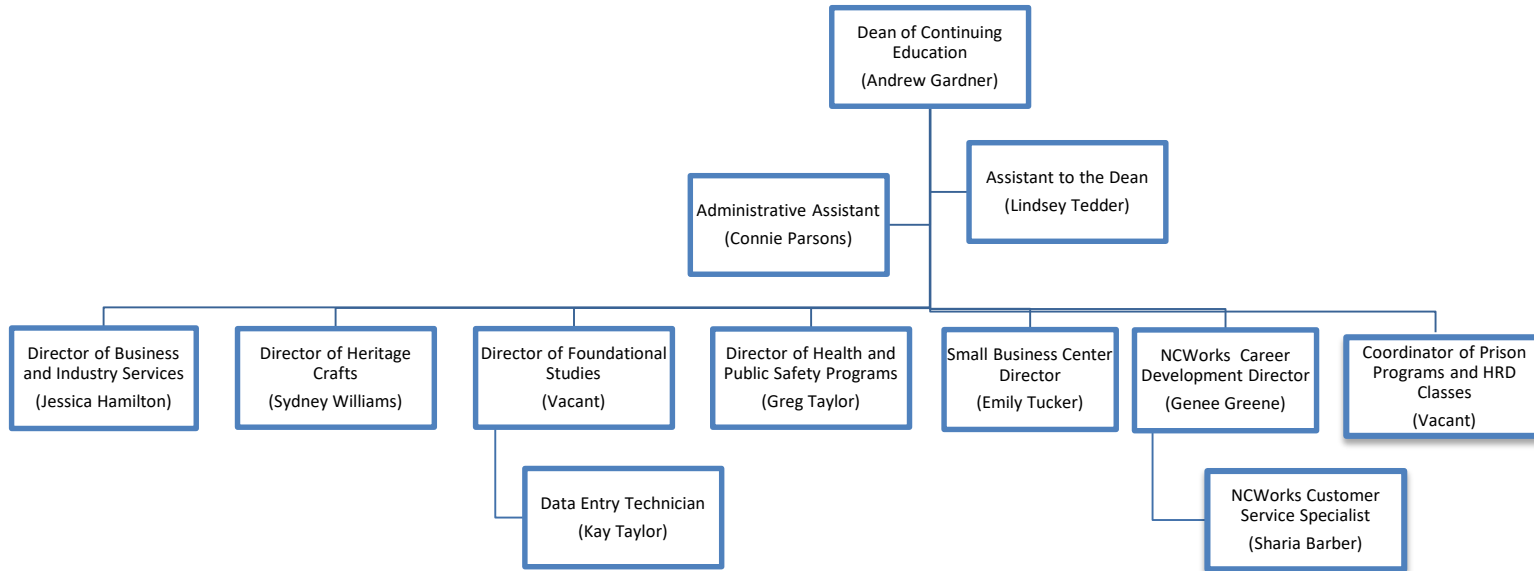 Dean of Continuing
Education
(Andrew Gardner)
Assistant to the Dean
(Lindsey Tedder)
Administrative Assistant
(Connie Parsons)
Director of Business
and Industry Services
(Jessica Hamilton)
Director of Heritage
Crafts
(Sydney Williams)
Director of Foundational
Studies
(Vacant)
Director of Health and
Public Safety Programs
(Greg Taylor)
Small Business Center
Director
(Emily Tucker)
NCWorks Career
Development Director
(Genee Greene)
Coordinator of Prison
Programs and HRD
Classes
(Vacant)
Data Entry Technician
(Kay Taylor)
NCWorks Customer
Service Specialist
(Sharia Barber)